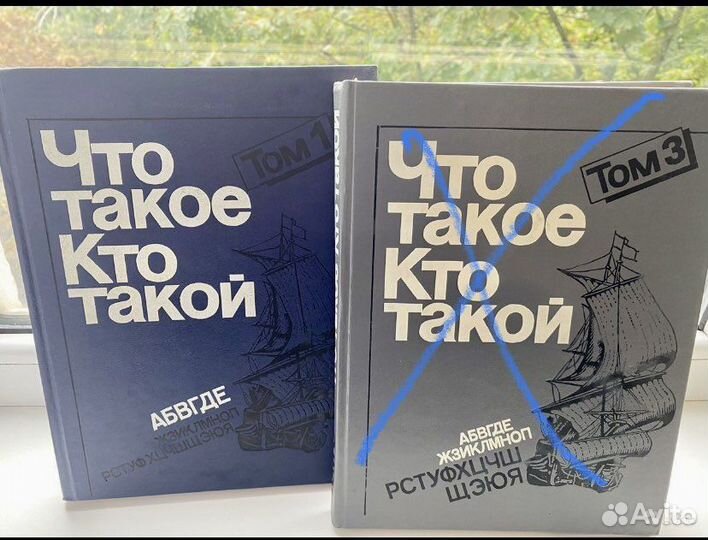 Что
такое
Кто
такой
Том 1
АБВГДЕ
ЖЗИКЛМНОП
РСТУФХЦЧШЩЭЮЯ
Что
такое
Кто
такой
Том 3
АБВГДЕ
ЖЗИКЛМНОП
РСТУФХЦЧШ
ЩЭЮЯ
Avito